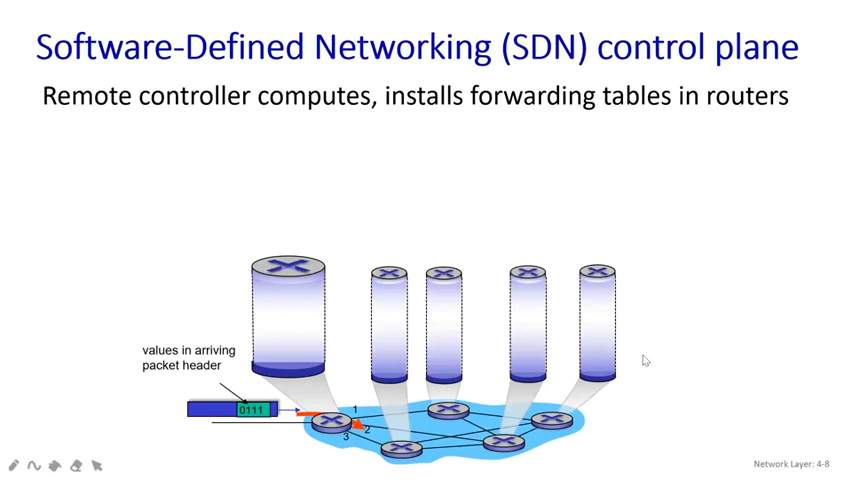 Software-Defined Networking (SDN) control plane
Remote controller computes, installs forwarding tables in routers
values in arriving
packet header
0111
1
2
3
Network Layer: 4-8